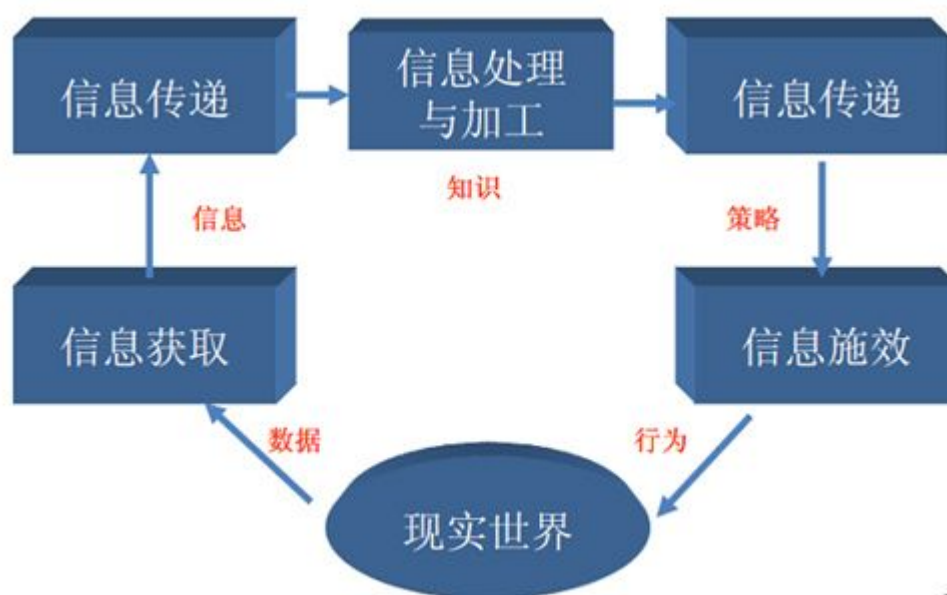 信息传递
信息处理
与加工
信息传递
知识
信息
策略
信息获取
信息施效
数据
行为
现实世界